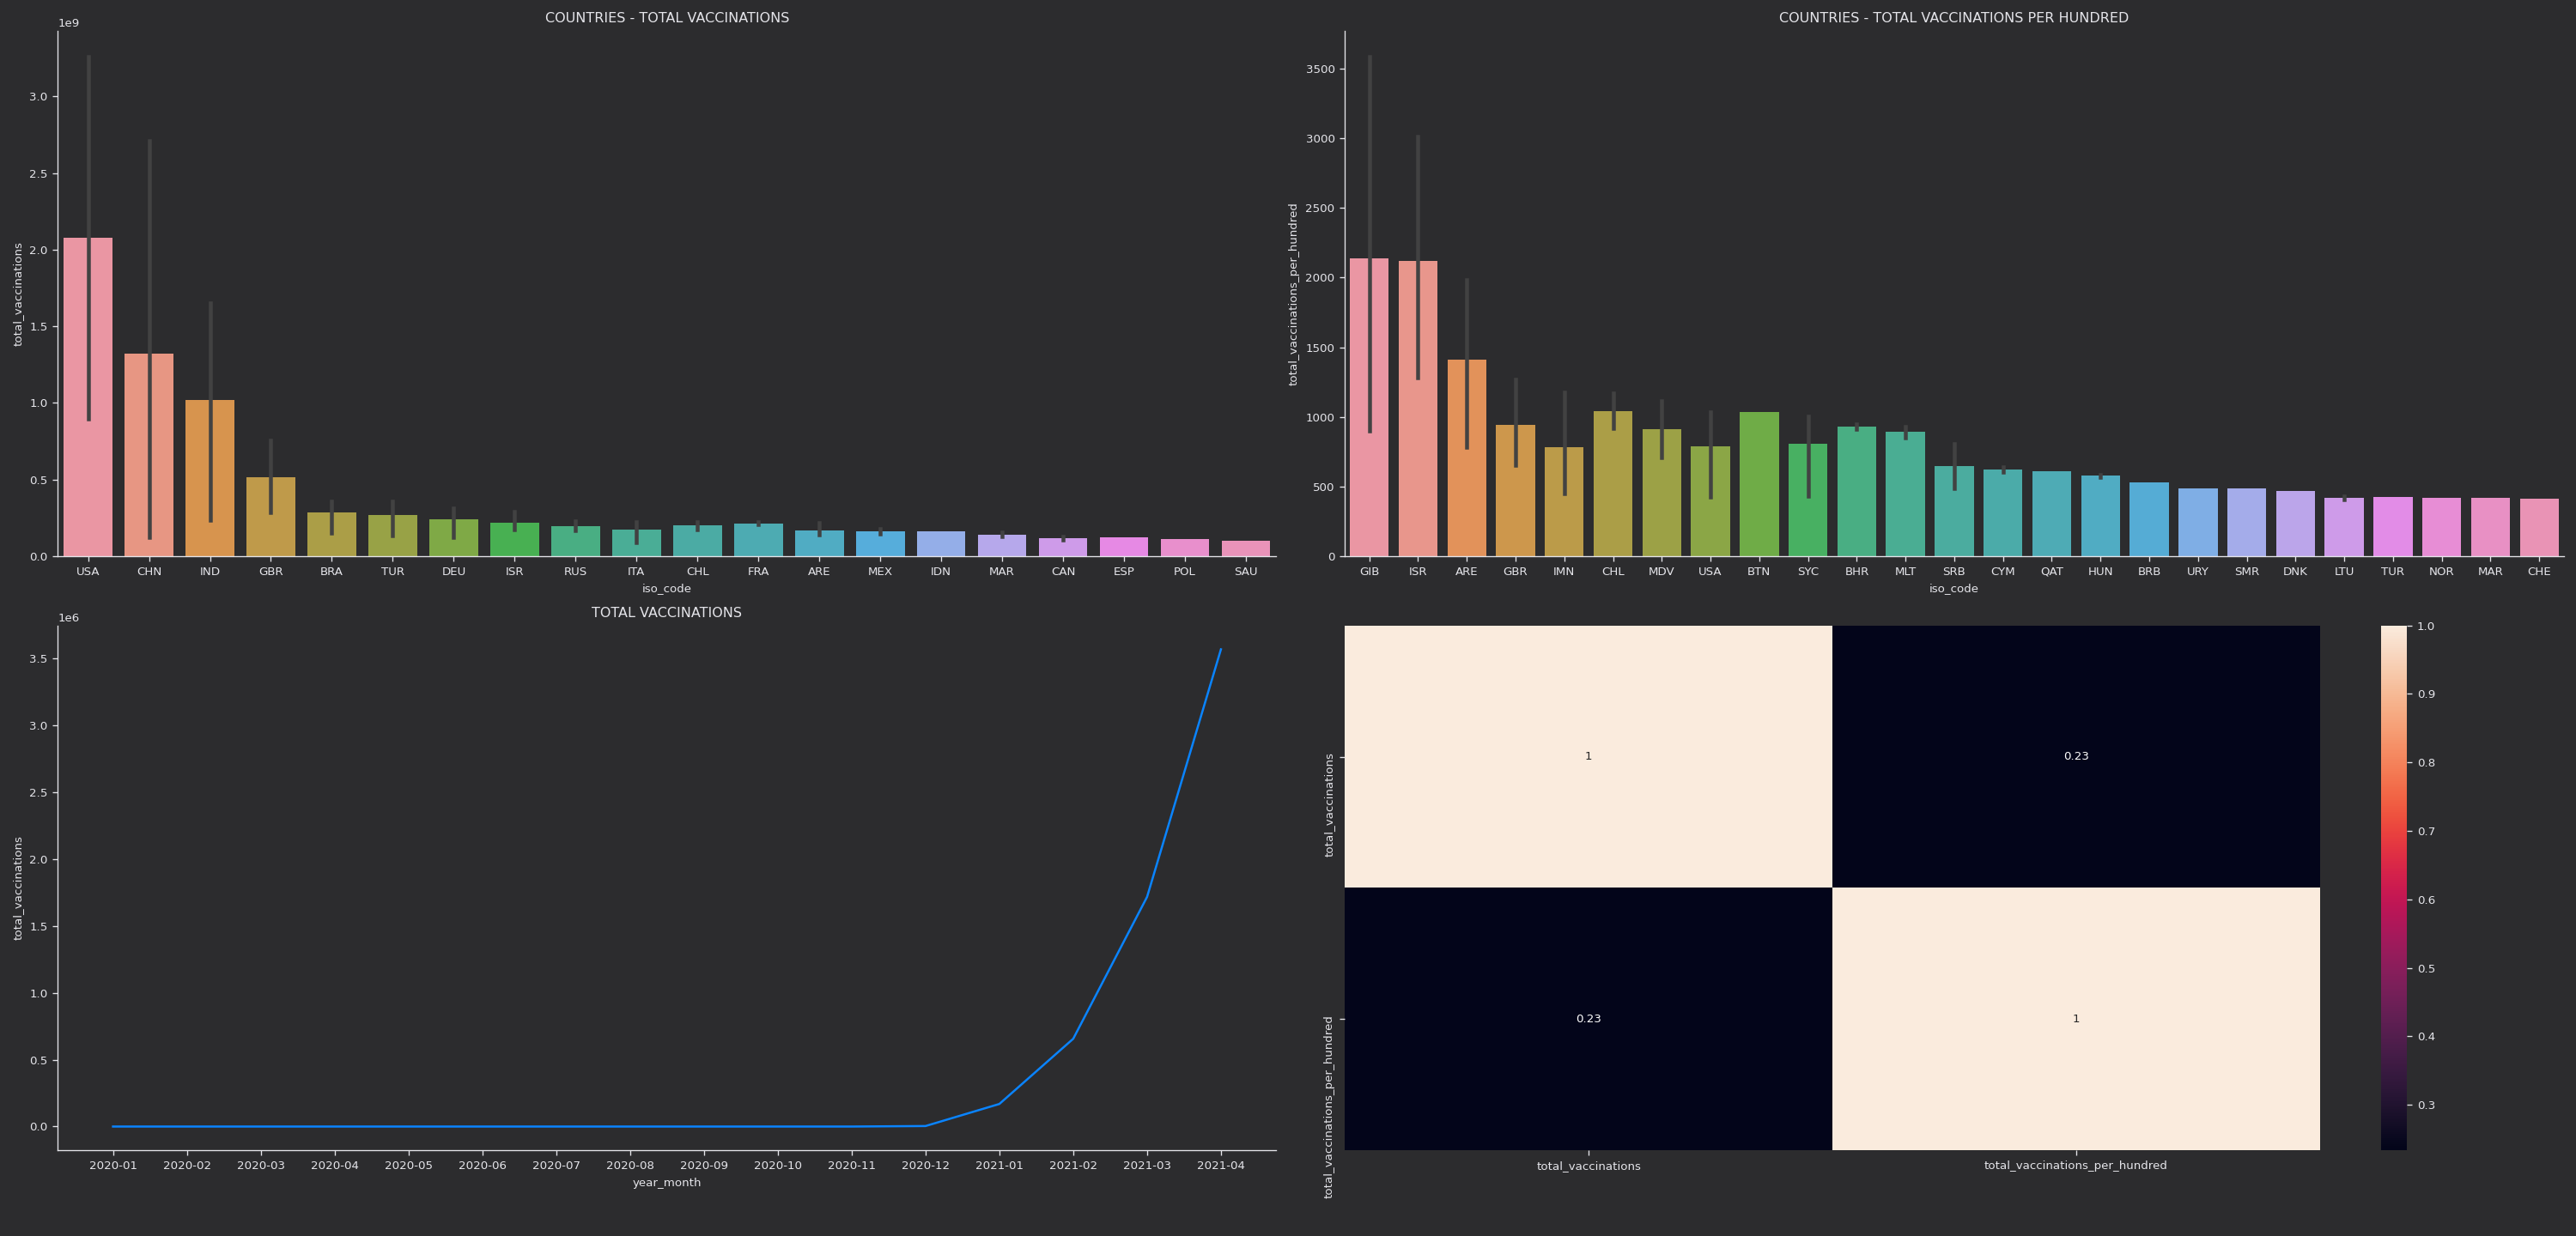 COUNTRIES - TOTAL VACCINATIONS
1e9
3.0
2.5
2.0
1.5
1.0
0.5
0.0
total_vaccinations
USA CHN IND GBR BRA TUR DEU ISR RUS ITA CHL FRA ARE MEX IDN MAR CAN ESP POL SAU
iso_code
COUNTRIES - TOTAL VACCINATIONS PER HUNDRED
3500
3000
2500
2000
1500
1000
500
0
total_vaccinations_per_hundred
GIB ISR ARE GBR IMN CHL MDV USA BTN SYC BHR MLT SRB CYM QAT HUN BRB URY SMR DNK LTU TUR NOR MAR CHE
iso_code
TOTAL VACCINATIONS
1e6
3.5
3.0
2.5
2.0
1.5
1.0
0.5
0.0
total_vaccinations
2020-01 2020-02 2020-03 2020-04 2020-05 2020-06 2020-07 2020-08 2020-09 2020-10 2020-11 2020-12 2021-01 2021-02 2021-03 2021-04
year_month
total_vaccinations
total_vaccinations_per_hundred
1 0.23
0.23 1
total_vaccinations total_vaccinations_per_hundred
1.0
0.9
0.8
0.7
0.6
0.5
0.4
0.3